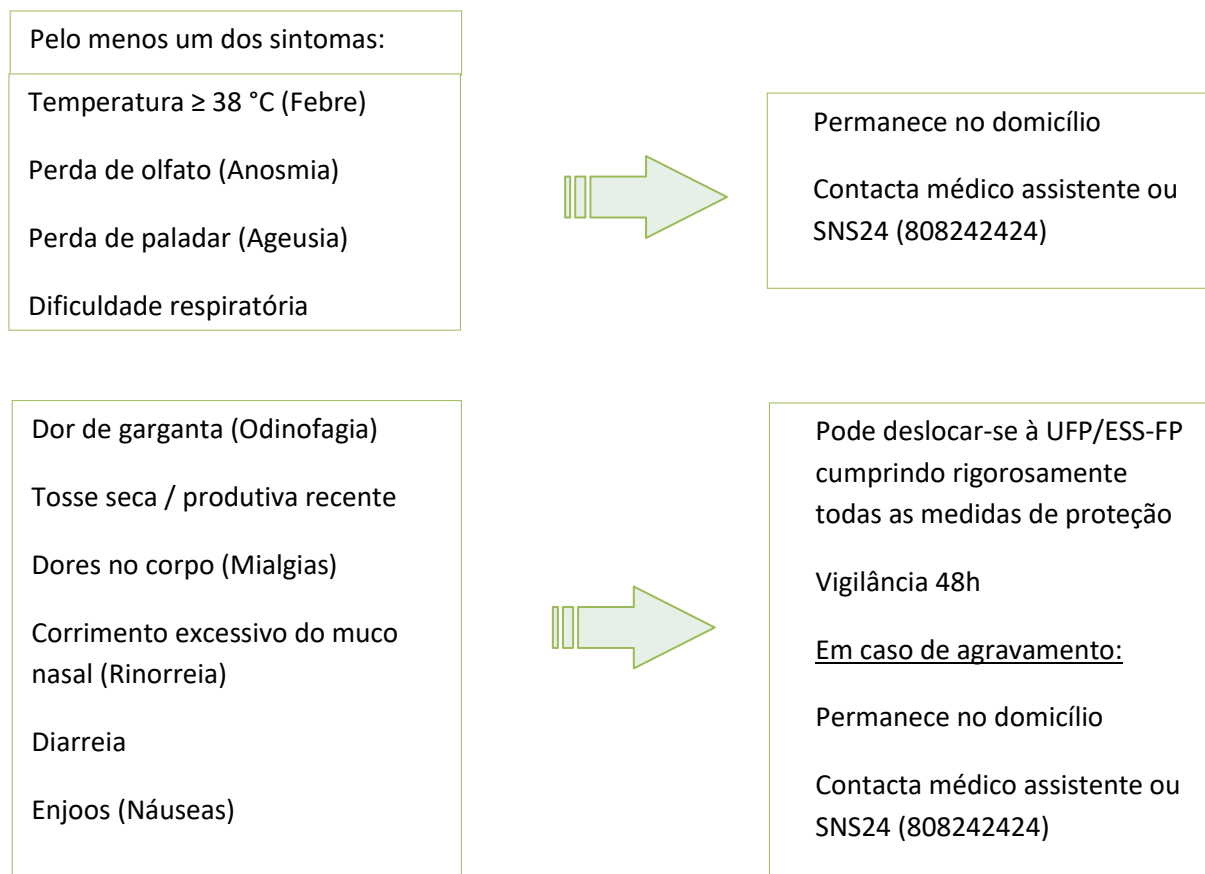 Pelo menos um dos sintomas:
Temperatura ≥ 38 °C (Febre)
Perda de olfato (Anosmia)
Perda de paladar (Ageusia)
Dificuldade respiratória
Permanece no domicílio
Contacta médico assistente ou
SNS24 (808242424)
Dor de garganta (Odinofagia)
Tosse seca / produtiva recente
Dores no corpo (Mialgias)
Corrimento excessivo do muco
nasal (Rinorreia)
Diarreia
Enjoos (Náuseas)
Pode deslocar-se à UFP/ESS-FP
cumprindo rigorosamente
todas as medidas de proteção
Vigilância 48h
Em caso de agravamento:
Permanece no domicílio
Contacta médico assistente ou
SNS24 (808242424)